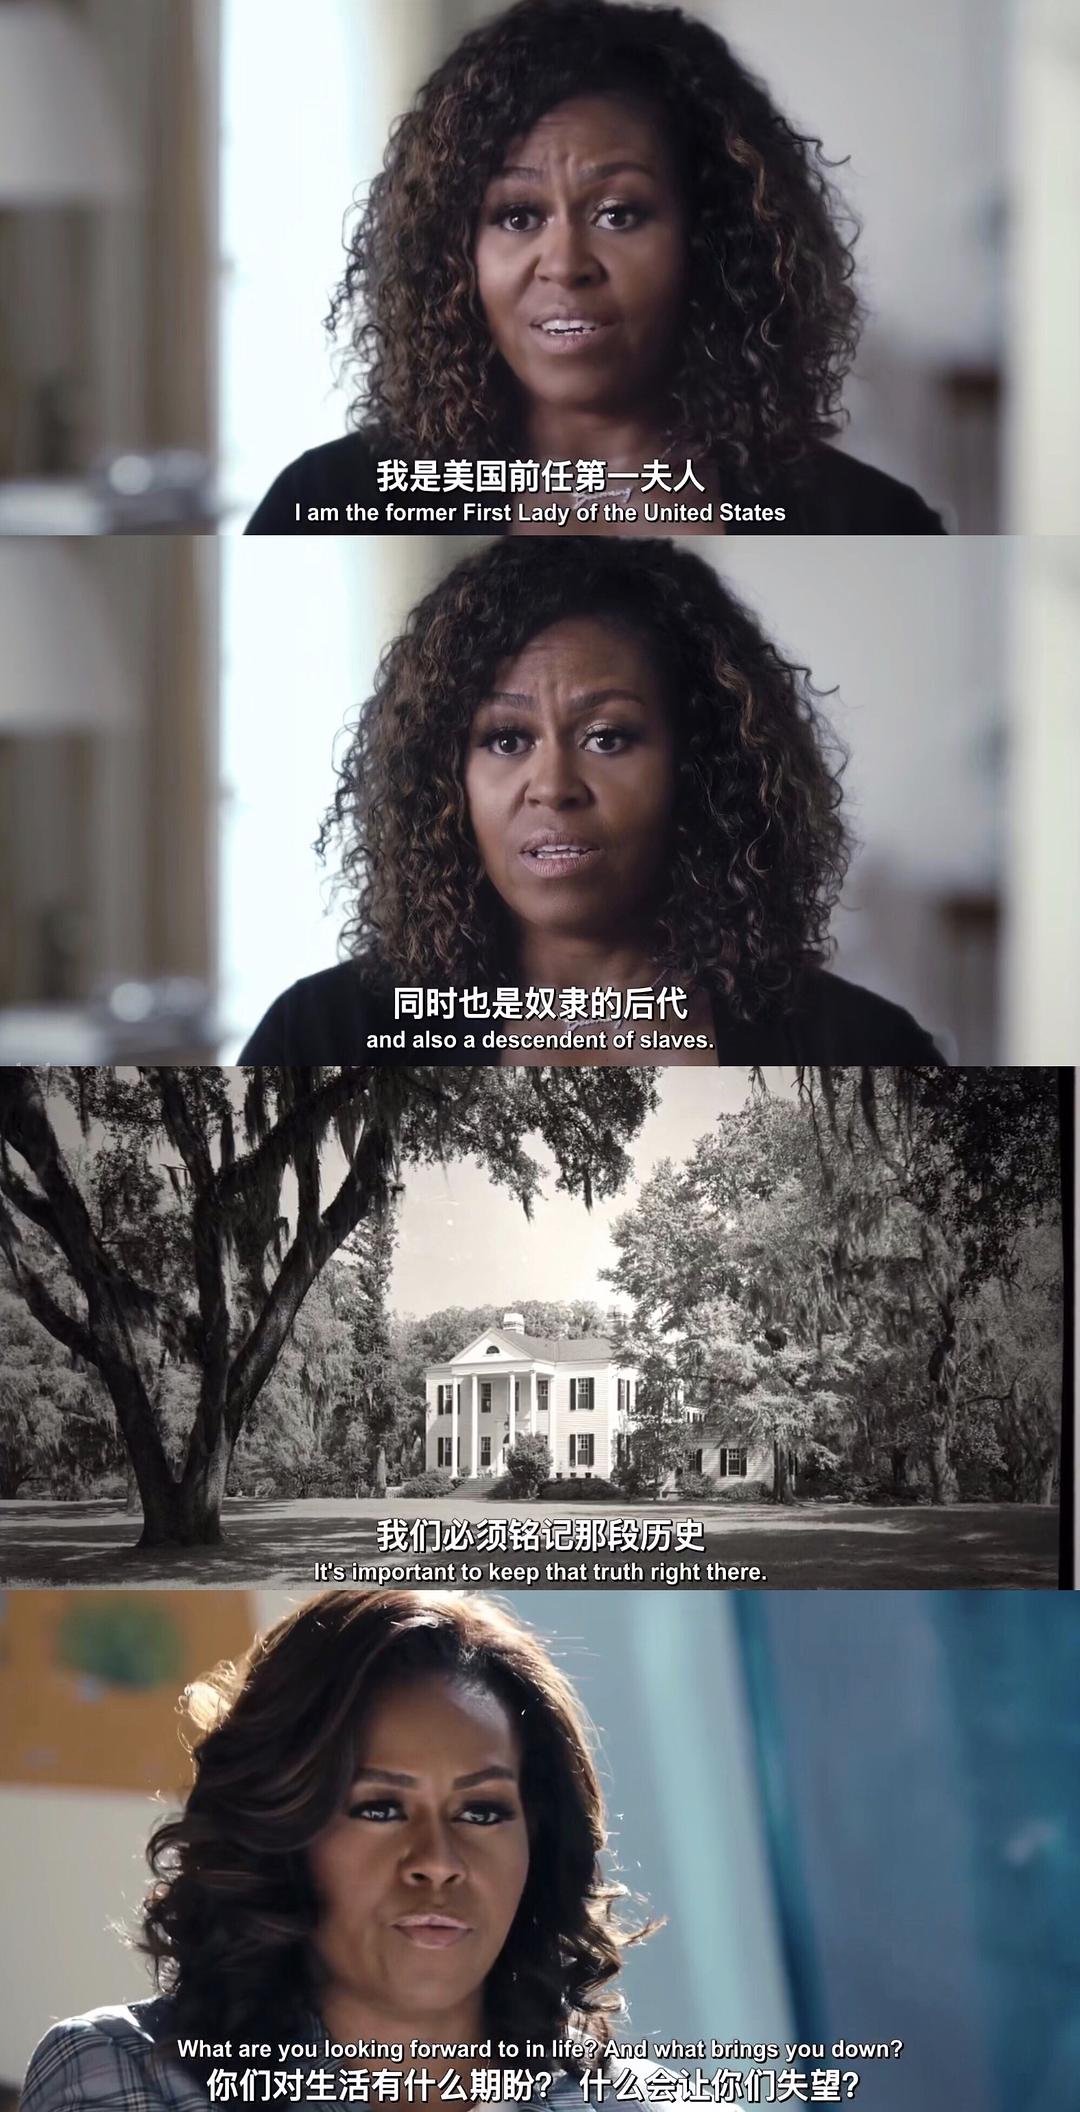 我是美国前任第一夫人
I am the former First Lady of the United States
同时也是奴隶的后代
and also a descendent of slaves.
我们必须铭记那段历史
It's important to keep that truth right there.
What are you looking forward to in life? And what brings you down?
你们对生活有什么期盼? 什么会让你们失望?